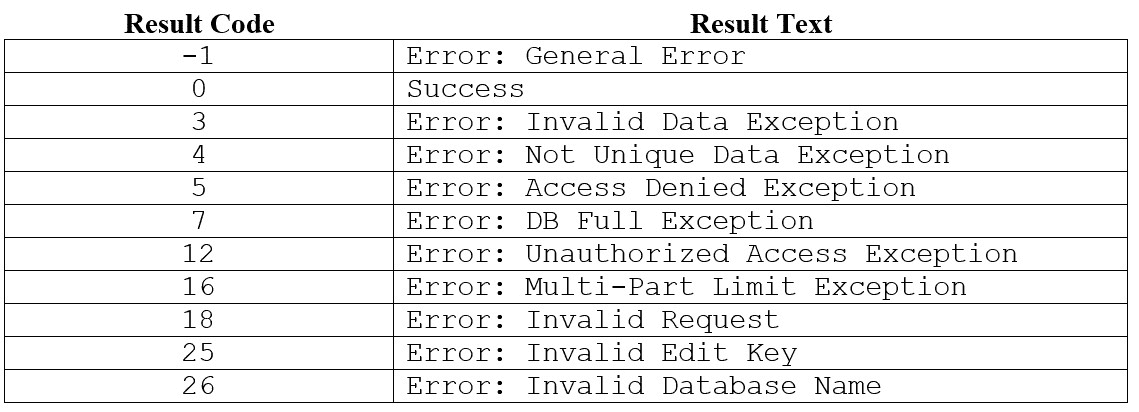 Result Code Result Text
-1 Error: General Error
0 Success
3 Error: Invalid Data Exception
4 Error: Not Unique Data Exception
5 Error: Access Denied Exception
7 Error: DB Full Exception
12 Error: Unauthorized Access Exception
16 Error: Multi-Part Limit Exception
18 Error: Invalid Request
25 Error: Invalid Edit Key
26 Error: Invalid Database Name